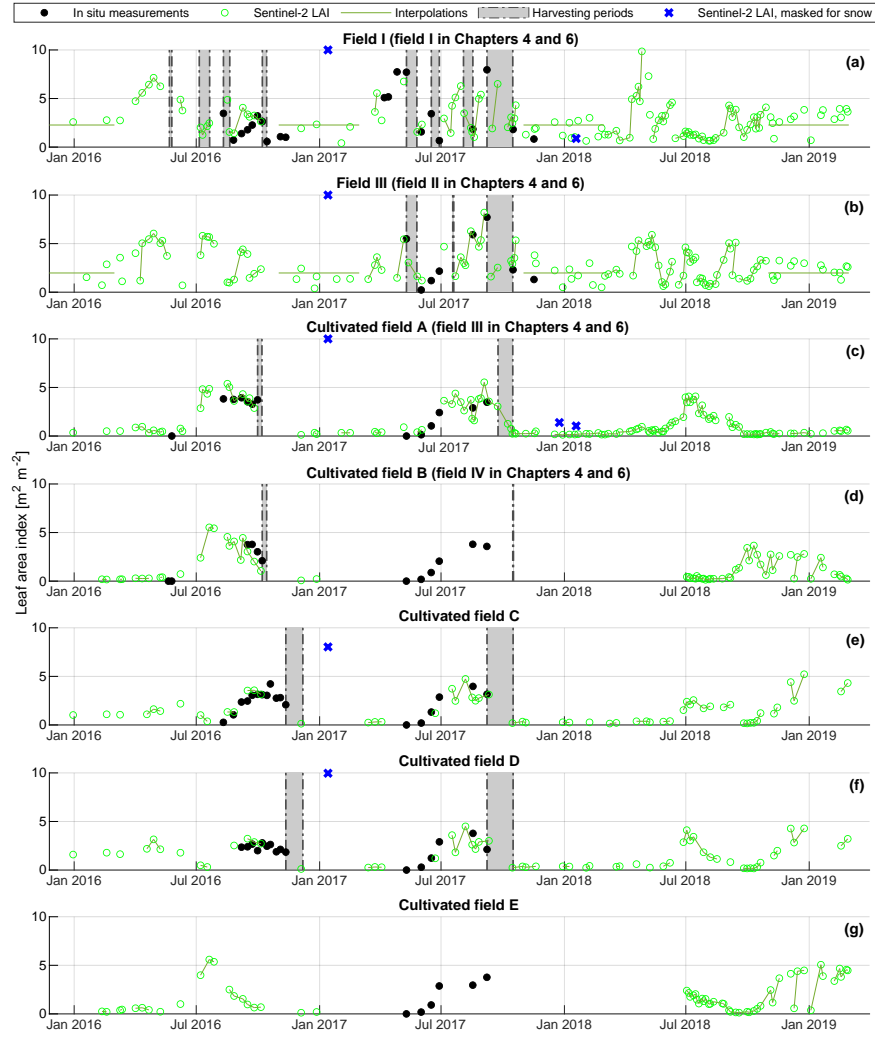 In situ measurements Sentinel-2 LAI Interpolations Harvesting periods Sentinel-2 LAI, masked for snow
Field I (field I in Chapters 4 and 6)
(a)
10
5
0
Jan 2016 Jul 2016 Jan 2017 Jul 2017 Jan 2018 Jul 2018 Jan 2019
Field III (field II in Chapters 4 and 6)
(b)
10
5
0
Jan 2016 Jul 2016 Jan 2017 Jul 2017 Jan 2018 Jul 2018 Jan 2019
Cultivated field A (field III in Chapters 4 and 6)
(c)
10
5
0
Jan 2016 Jul 2016 Jan 2017 Jul 2017 Jan 2018 Jul 2018 Jan 2019
Leaf area index [m² m⁻²]
Cultivated field B (field IV in Chapters 4 and 6)
(d)
10
5
0
Jan 2016 Jul 2016 Jan 2017 Jul 2017 Jan 2018 Jul 2018 Jan 2019
Cultivated field C
(e)
10
5
0
Jan 2016 Jul 2016 Jan 2017 Jul 2017 Jan 2018 Jul 2018 Jan 2019
Cultivated field D
(f)
10
5
0
Jan 2016 Jul 2016 Jan 2017 Jul 2017 Jan 2018 Jul 2018 Jan 2019
Cultivated field E
(g)
10
5
0
Jan 2016 Jul 2016 Jan 2017 Jul 2017 Jan 2018 Jul 2018 Jan 2019